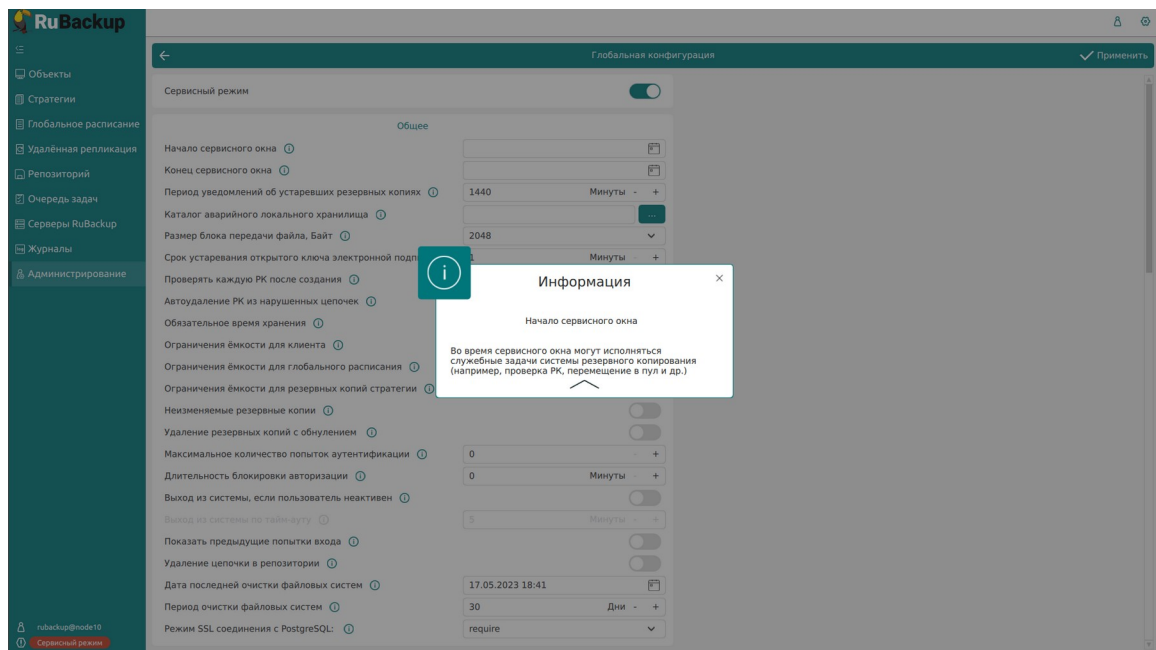 RuBackup
Глобальная конфигурация
Применить
Объекты
Стратегии
Глобальное расписание
Удалённая репликация
Репозиторий
Очередь задач
Серверы RuBackup
Журналы
Администрирование
rubackup@node10
Сервисный режим
Сервисный режим
Общее
Начало сервисного окна
Конец сервисного окна
Период уведомлений об устаревших резервных копиях 1440 Минуты - +
Каталог аварийного локального хранилища ...
Размер блока передачи файла, Байт 2048
Срок устаревания открытого ключа электронной Минуты - +
Проверять каждую РК после создания
Автоудаление РК из нарушенных цепочек
Обязательное время хранения
Ограничения ёмкости для клиента
Ограничения ёмкости для глобального расписания
Ограничения ёмкости для резервных копий стратегии
Неизменяемые резервные копии
Удаление резервных копий с обнулением
Максимальное количество попыток аутентификации 0 - +
Длительность блокировки авторизации 0 Минуты - +
Выход из системы, если пользователь неактивен
Выход из системы по тайм-ауту 5 Минуты - +
Показать предыдущие попытки входа
Удаление цепочки в репозитории
Дата последней очистки файловых систем 17.05.2023 18:41
Период очистки файловых систем 30 Дни - +
Режим SSL соединения с PostgreSQL: require
Информация
Начало сервисного окна
Во время сервисного окна могут исполняться
служебные задачи системы резервного копирования
(например, проверка РК, перемещение в пул и др.)